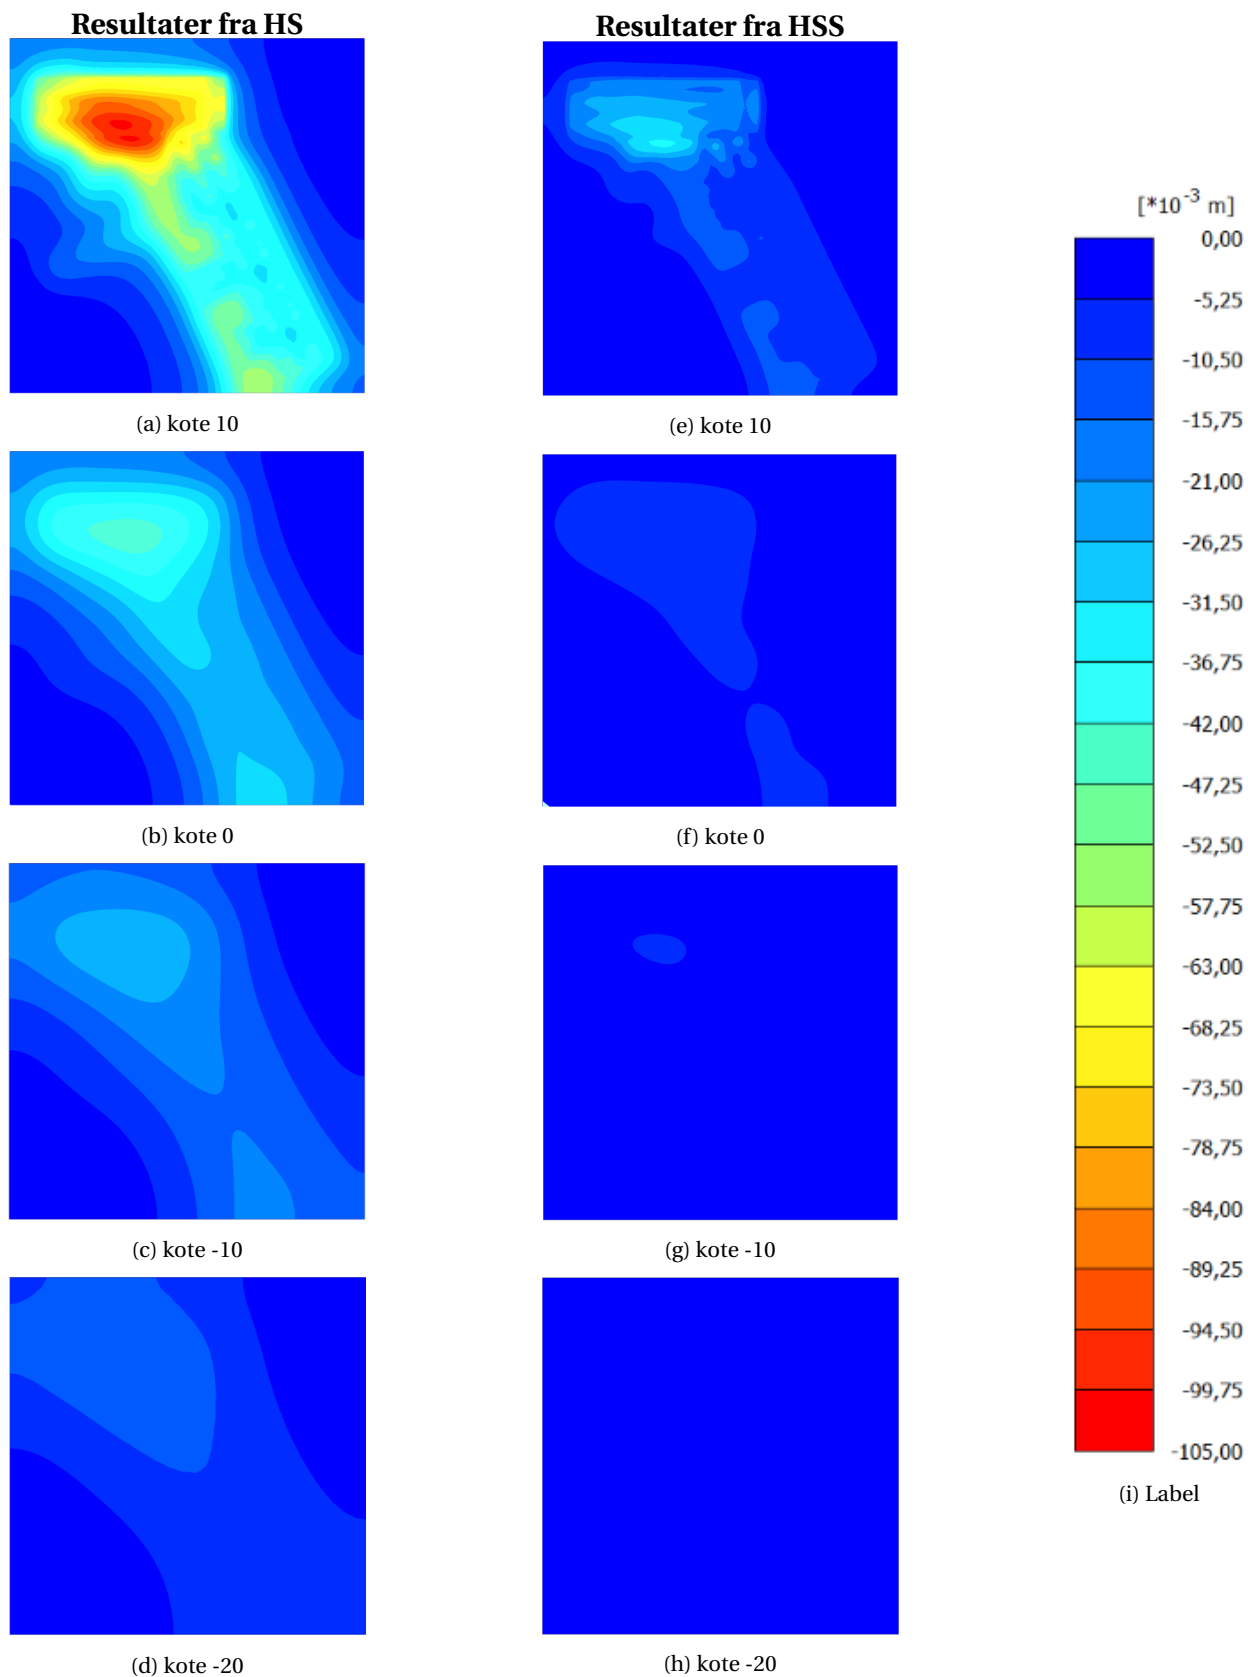 Resultater fra HS
Resultater fra HSS
(a) kote 10
(e) kote 10
(b) kote 0
(f) kote 0
(c) kote -10
(g) kote -10
(d) kote -20
(h) kote -20
[*10⁻³ m]
0,00
-5,25
-10,50
-15,75
-21,00
-26,25
-31,50
-36,75
-42,00
-47,25
-52,50
-57,75
-63,00
-68,25
-73,50
-78,75
-84,00
-89,25
-94,50
-99,75
-105,00
(i) Label